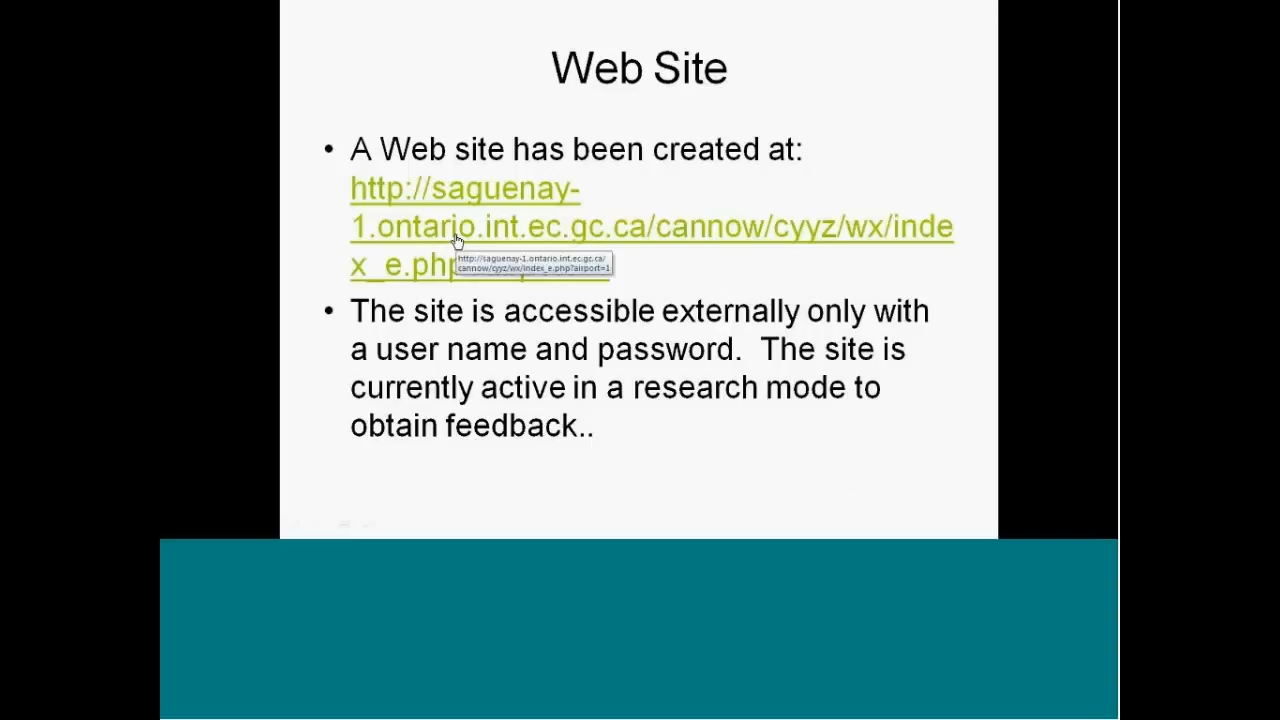 Web Site
• A Web site has been created at:
http://saguenay-
1.ontario.int.ec.gc.ca/cannow/cyyz/wx/inde
x_e.php
http://saguenay-1.ontario.int.ec.gc.ca/
cannow/cyyz/wx/index_e.php?airport=1
• The site is accessible externally only with
a user name and password. The site is
currently active in a research mode to
obtain feedback..